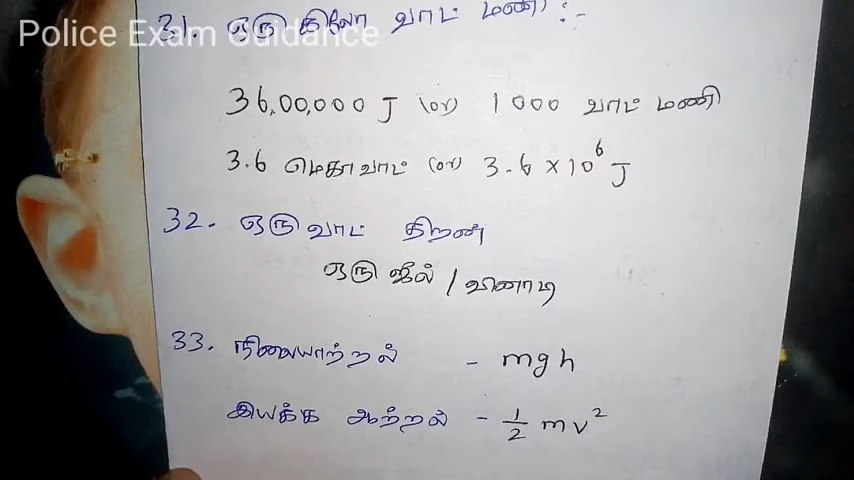 Police Exam Guidance
31. ஒரு கிலோ வாட் மணி :-
36,00,000 J (or) 1000 வாட் மணி
3.6 மெகாவாட் (or) 3.6 × 10⁶ J
32. ஒரு வாட் திறன்
ஒரு ஜீல் / வினாடி
33. நிலையாற்றல் - mgh
இயக்க ஆற்றல் - 1/2 mv²